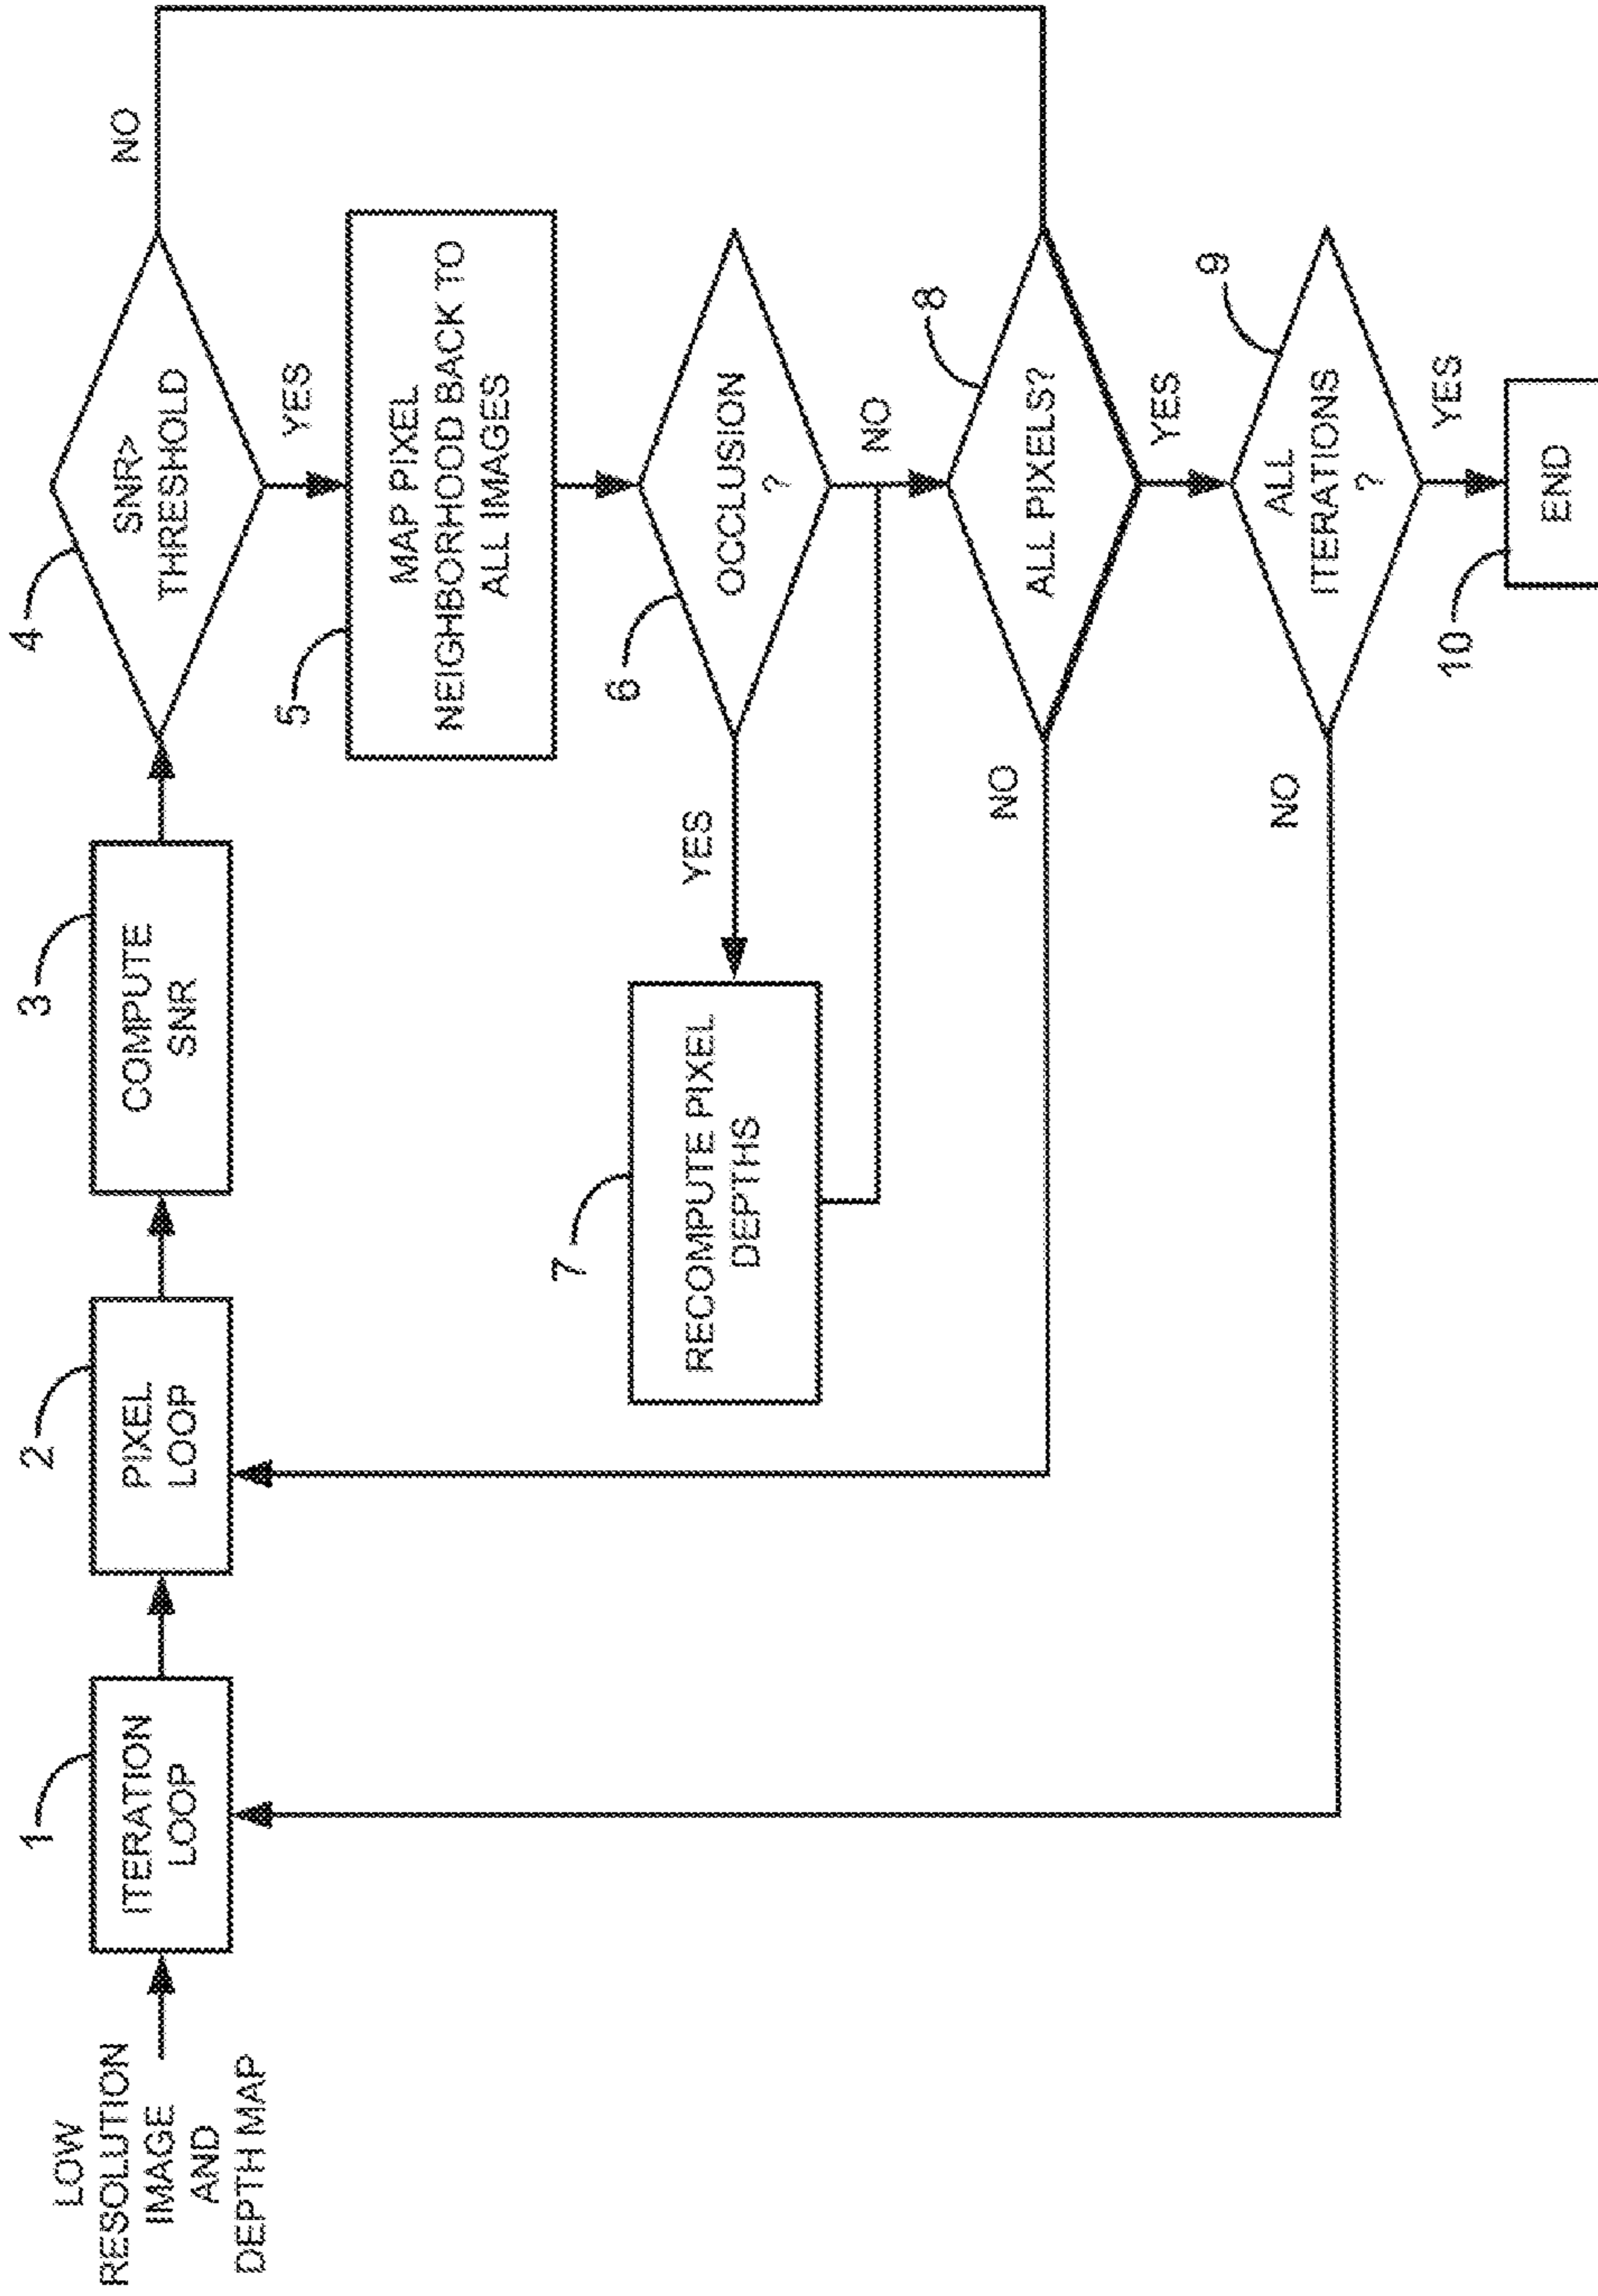 LOW
RESOLUTION
IMAGE
AND
DEPTH MAP
1
ITERATION
LOOP
2
PIXEL
LOOP
3
COMPUTE
SNR
4
SNR>
THRESHOLD
NO
YES
5
MAP PIXEL
NEIGHBORHOOD BACK TO
ALL IMAGES
6
OCCLUSION
?
YES
NO
7
RECOMPUTE PIXEL
DEPTHS
8
ALL PIXELS?
NO
YES
9
ALL
ITERATIONS
?
NO
YES
10
END